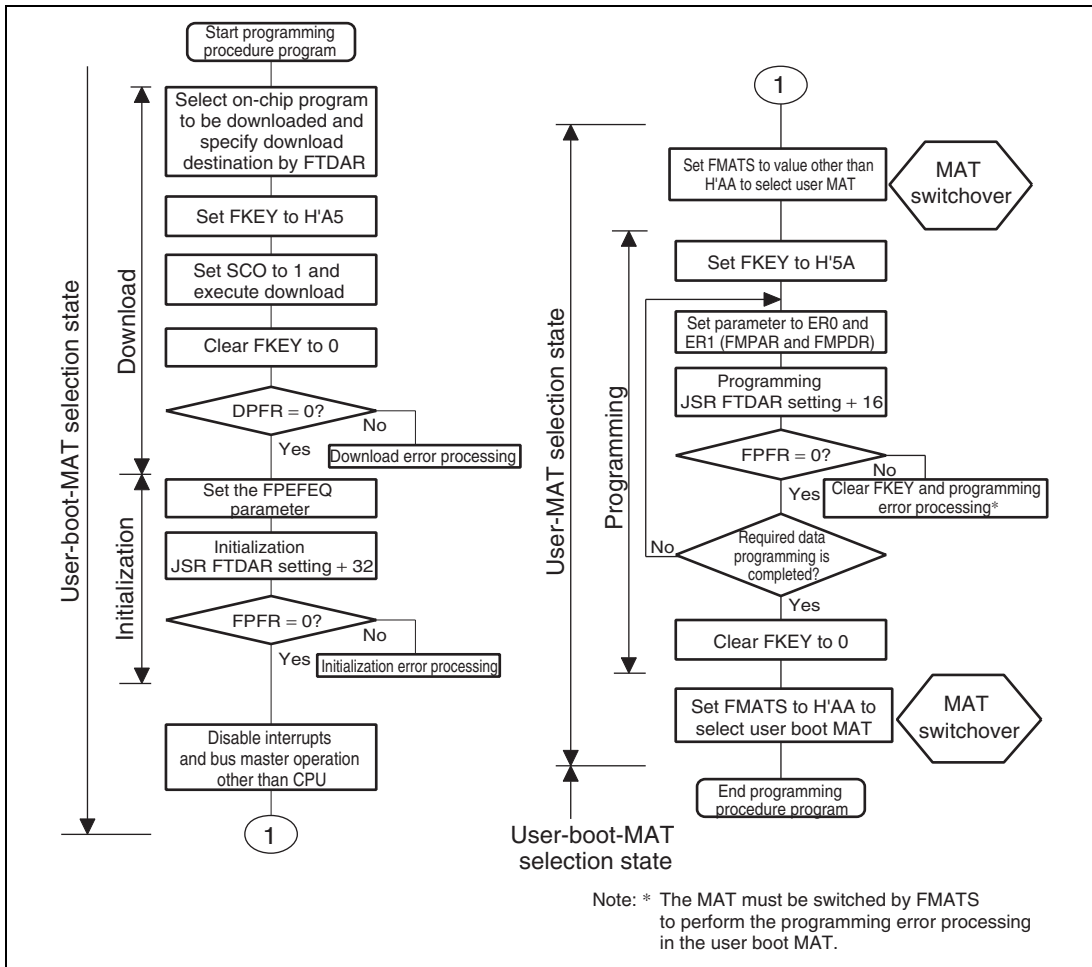 Start programming
procedure program
Select on-chip program
to be downloaded and
specify download
destination by FTDAR
Set FKEY to H'A5
Set SCO to 1 and
execute download
Clear FKEY to 0
DPFR = 0?
No
Yes
Download error processing
Set the FPEFEQ
parameter
Initialization
JSR FTDAR setting + 32
FPFR = 0?
No
Yes
Initialization error processing
Disable interrupts
and bus master operation
other than CPU
1
User-boot-MAT selection state
Download
Initialization
1
Set FMATS to value other than
H'AA to select user MAT
MAT
switchover
Set FKEY to H'5A
Set parameter to ER0 and
ER1 (FMPAR and FMPDR)
Programming
JSR FTDAR setting + 16
FPFR = 0?
No
Yes
Clear FKEY and programming
error processing*
No
Required data
programming is
completed?
Yes
Clear FKEY to 0
Set FMATS to H'AA to
select user boot MAT
MAT
switchover
End programming
procedure program
User-MAT selection state
Programming
User-boot-MAT
selection state
Note: * The MAT must be switched by FMATS
to perform the programming error processing
in the user boot MAT.